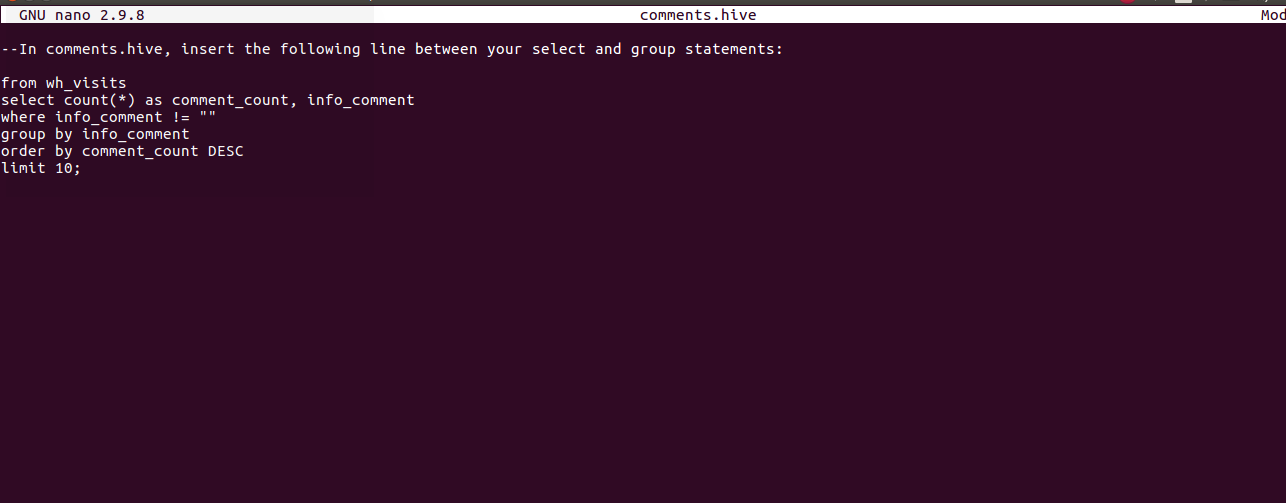 GNU nano 2.9.8 comments.hive Mod
--In comments.hive, insert the following line between your select and group statements:
from wh_visits
select count(*) as comment_count, info_comment
where info_comment != ""
group by info_comment
order by comment_count DESC
limit 10;